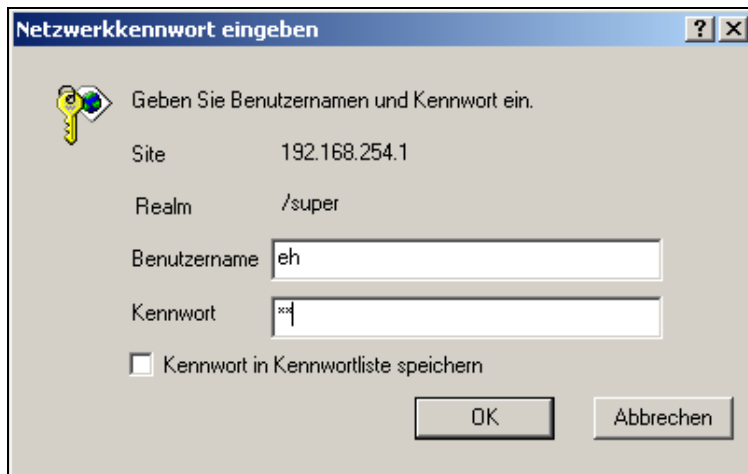 Netzwerkkennwort eingeben
Geben Sie Benutzernamen und Kennwort ein.
Site 192.168.254.1
Realm /super
Benutzername eh
Kennwort **
Kennwort in Kennwortliste speichern
OK Abbrechen